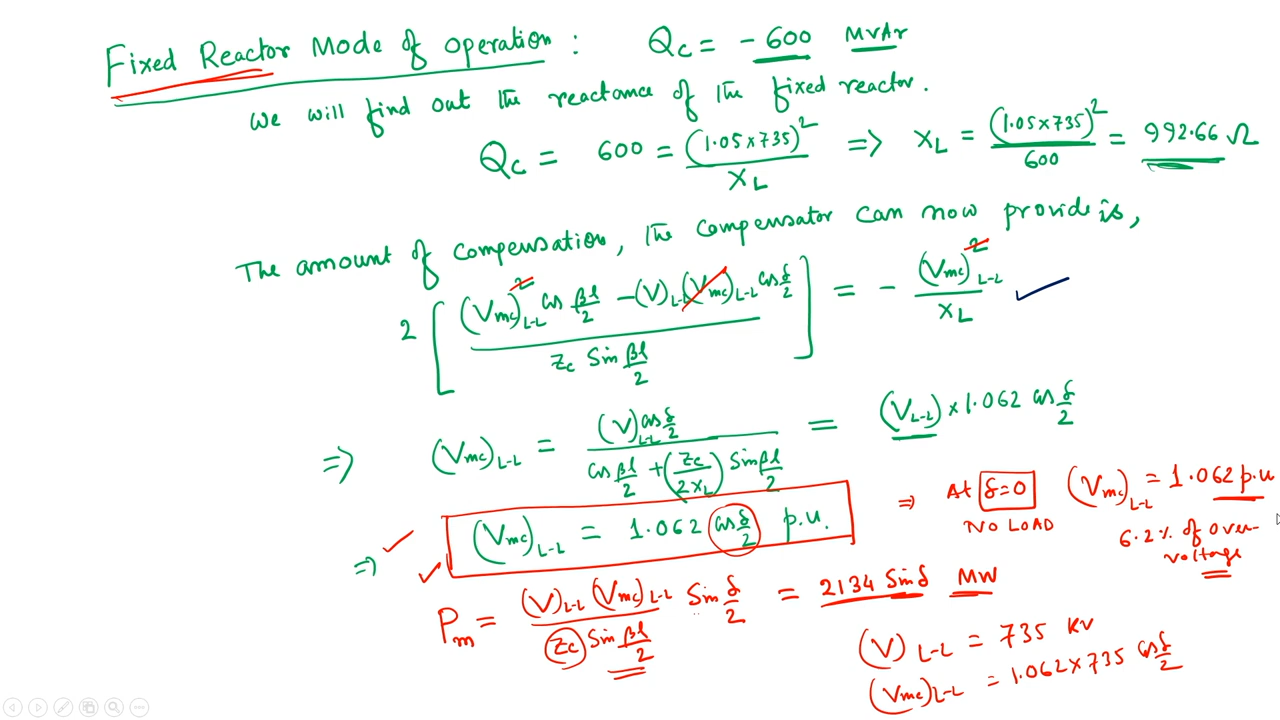 Fixed Reactor Mode of operation : Qc = - 600 MVAr
We will find out the reactance of the fixed reactor.
Qc = 600 = (1.05×735)² / XL ⇒ XL = (1.05×735)² / 600 = 992.66 Ω
The amount of compensation, the compensator can now provide is,
2 [ ((Vmc)²L-L cos βl/2 − (V)L-L (Vmc)L-L cos δ/2) / (Zc Sin βl/2) ] = − (Vmc)²L-L / XL ✓
⇒ (Vmc)L-L = (V)L-L cos δ/2 / (cos βl/2 + (Zc/2XL) Sin βl/2) = (VL-L) × 1.062 cos δ/2
⇒ (Vmc)L-L = 1.062 cos δ/2 p.u.
⇒ At δ=0 (Vmc)L-L = 1.062 p.u
NO LOAD
6.2% of over-
voltage
Pm = (V)L-L (Vmc)L-L / (Zc Sin βl/2) Sin δ/2 = 2134 Sin δ MW
(V)L-L = 735 KV
(Vmc)L-L = 1.062×735 cos δ/2